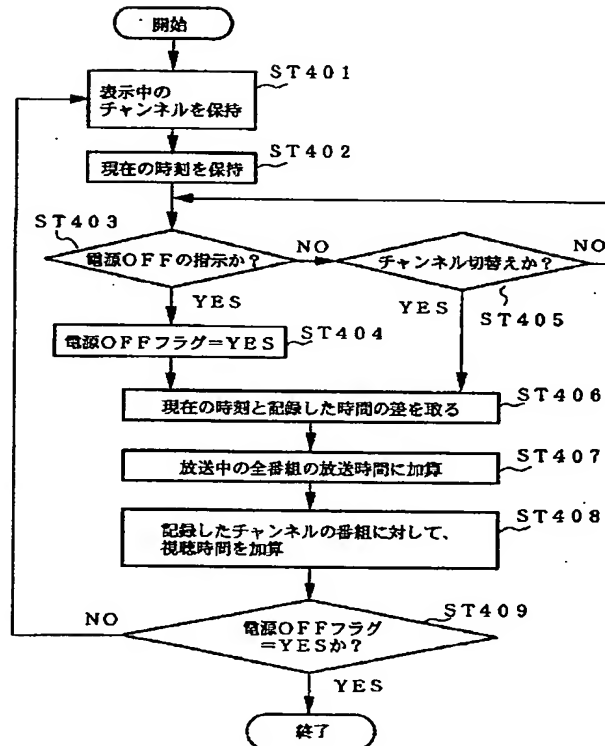 開始
表示中の
チャンネルを保持
ST401
現在の時刻を保持
ST402
ST403
電源OFFの指示か?
NO
チャンネル切替えか?
NO
YES
YES
ST405
電源OFFフラグ=YES
ST404
現在の時刻と記録した時間の差を取る
ST406
放送中の全番組の放送時間に加算
ST407
記録したチャンネルの番組に対して、
視聴時間を加算
ST408
NO
電源OFFフラグ
=YESか?
ST409
YES
終了